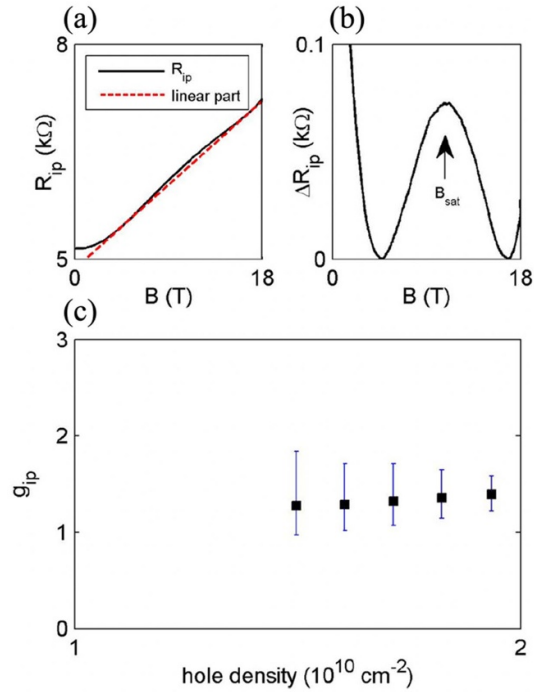 (a)
8
R_ip
linear part
R_ip (kΩ)
5
0
18
B (T)
(b)
0.1
ΔR_ip (kΩ)
B_sat
0
0
18
B (T)
(c)
3
2
g_ip
1
0
1
2
hole density (10^10 cm^-2)